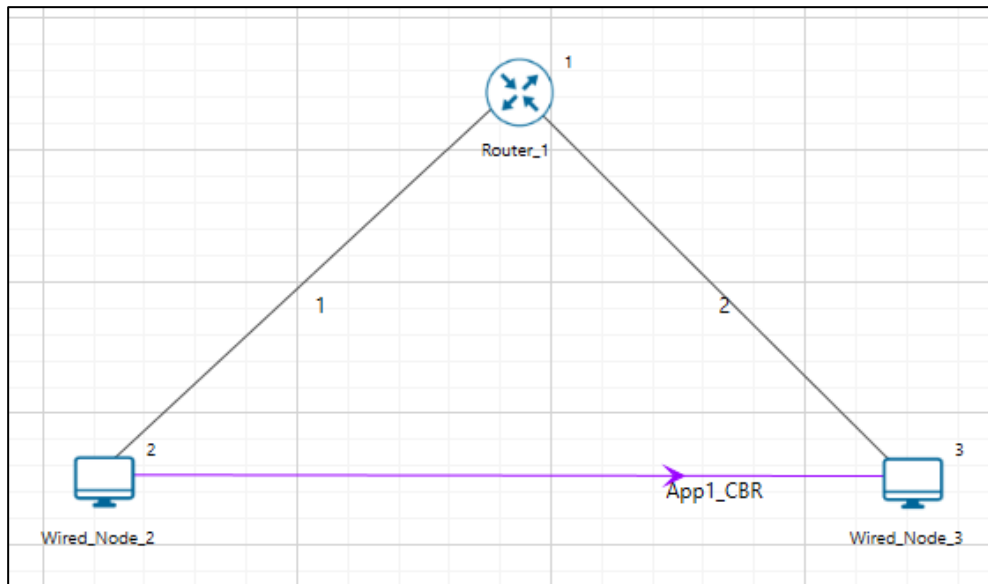 1
Router_1
1
2
2
3
App1_CBR
Wired_Node_2
Wired_Node_3